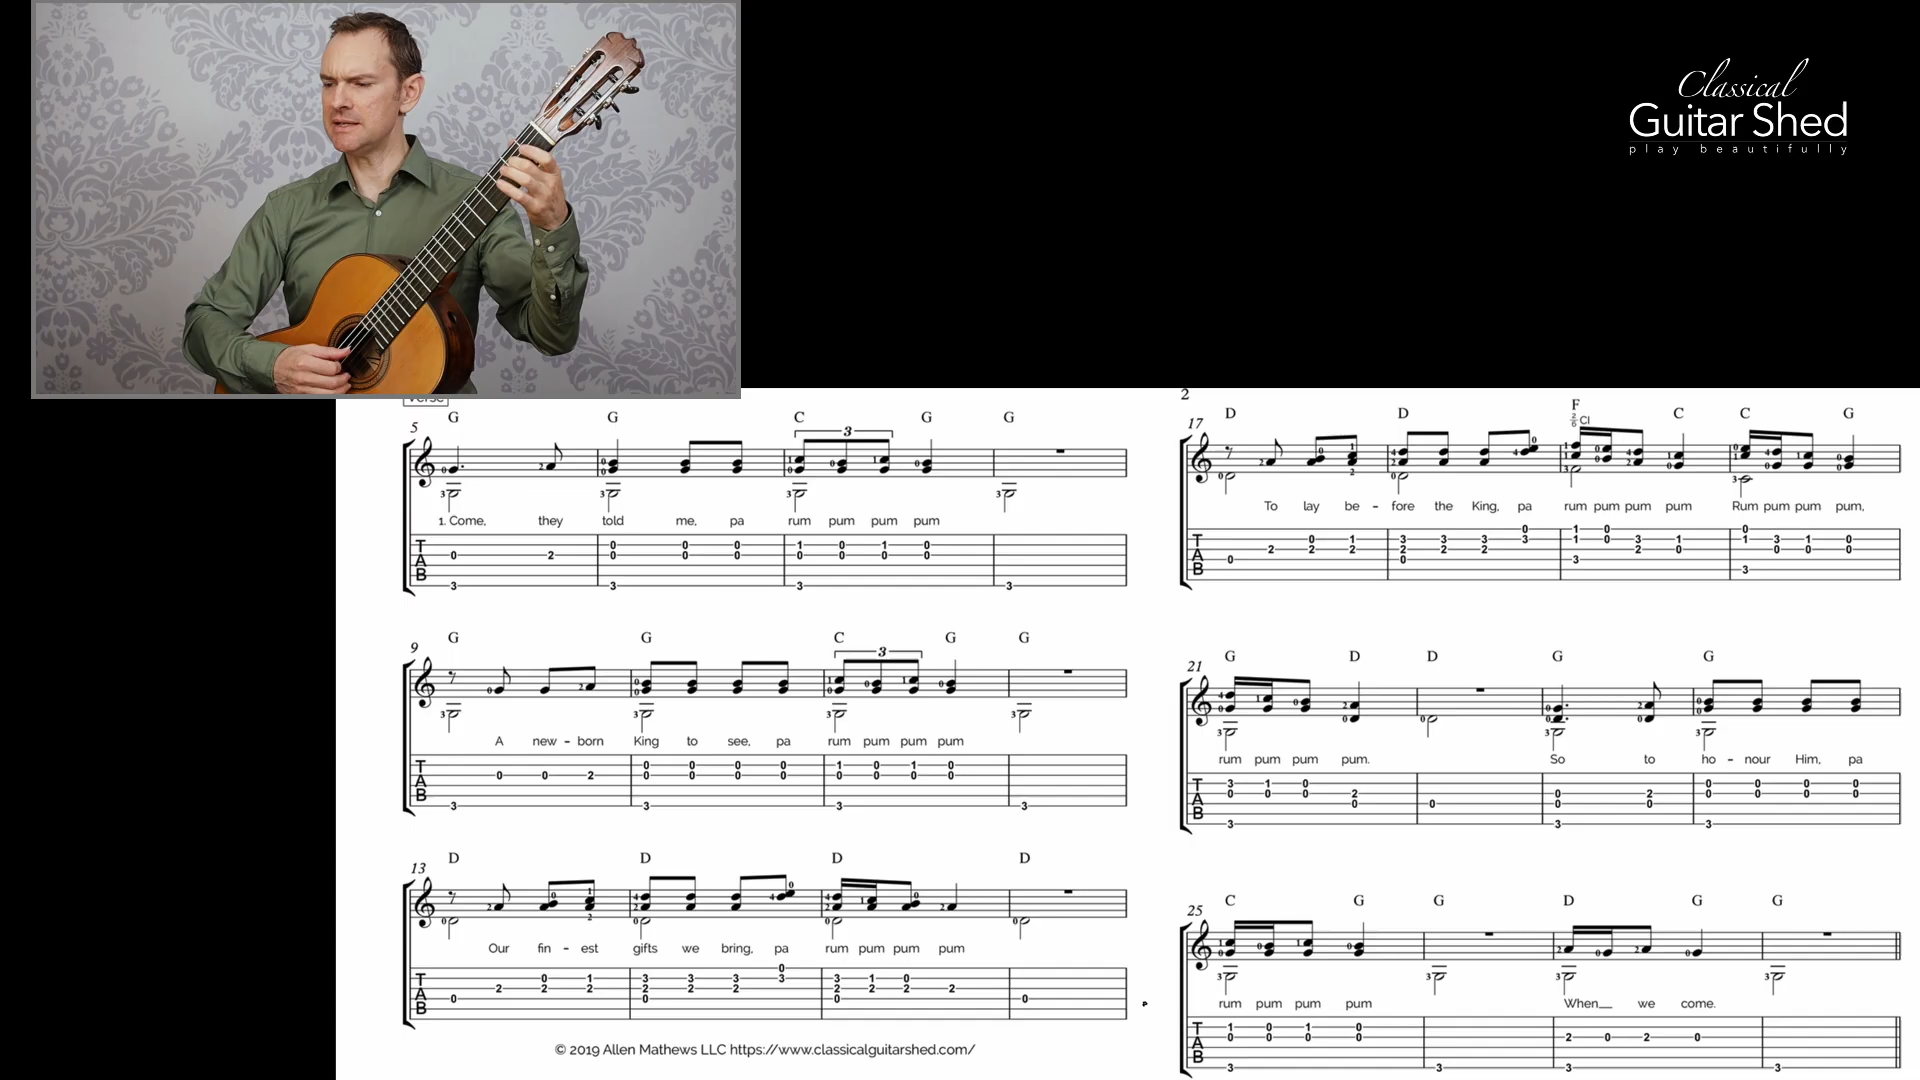 Classical
Guitar Shed
play beautifully
Verse
5
G G C G G
3
1. Come, they told me, pa rum pum pum pum
9
G G C G G
3
A new - born King to see, pa rum pum pum pum
13
D D D D
Our fin - est gifts we bring, pa rum pum pum pum
© 2019 Allen Mathews LLC https://www.classicalguitarshed.com/
2
17
D D F C C G
CI
To lay be - fore the King, pa rum pum pum pum Rum pum pum pum,
21
G D D G G
rum pum pum pum. So to ho - nour Him, pa
25
C G G D G G
rum pum pum pum When__ we come.